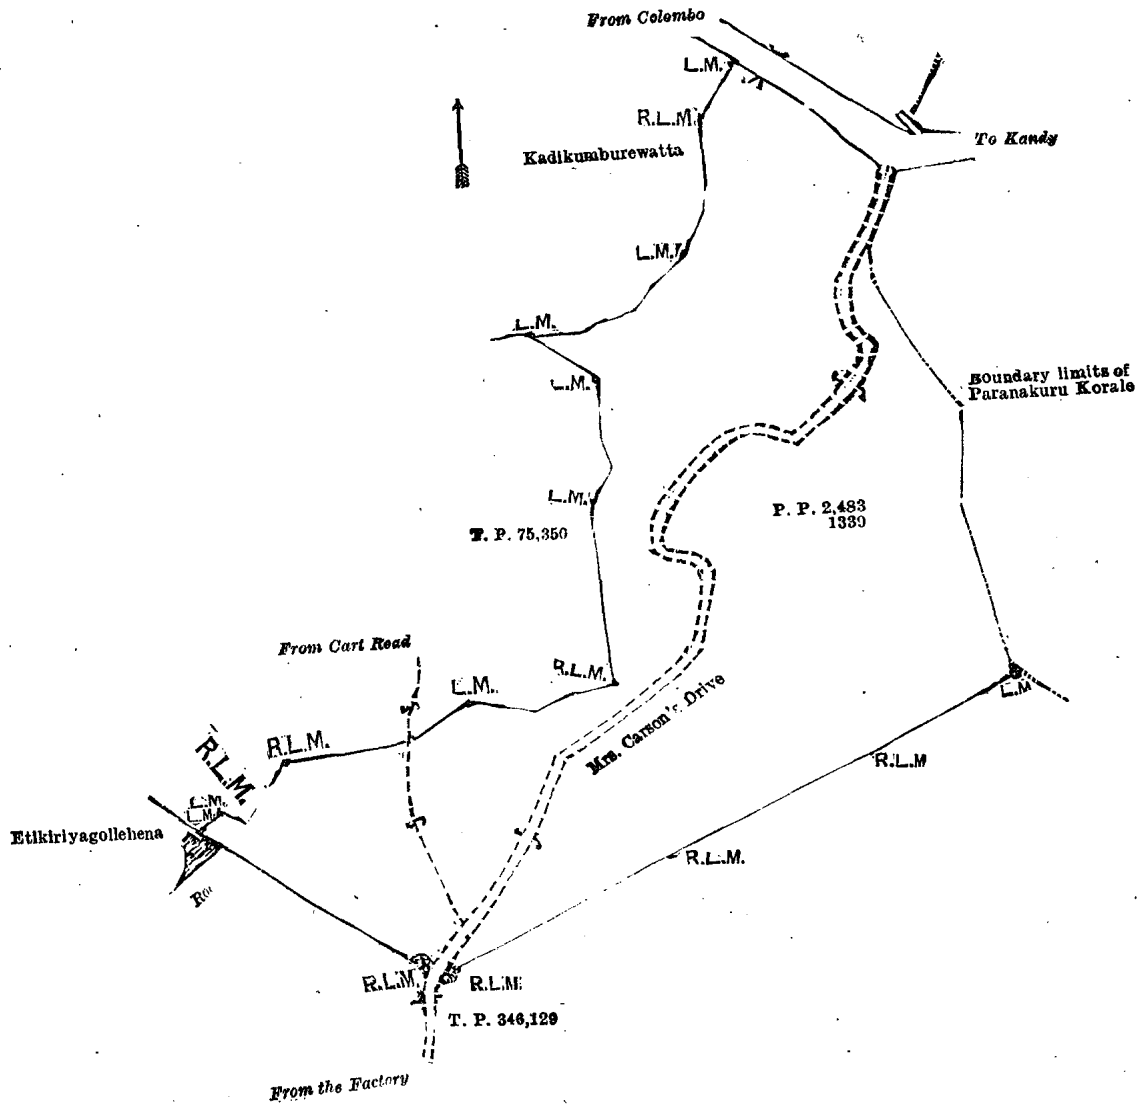 From Colombo
L.M.
R.L.M.
To Kandy
Kadikumburewatta
L.M.
L.M.
Boundary limits of
Paranakuru Korale
L.M.
L.M.
P. P. 2,483
1330
T. P. 75,350
From Cart Road
R.L.M.
L.M.
L.M
Mrs. Carson's Drive
R.L.M.
R.L.M.
R.L.M
L.M.
L.M.
Etikiriyagollehena
R.L.M.
R.L.M.
R.L.M.
T. P. 346,129
From the Factory